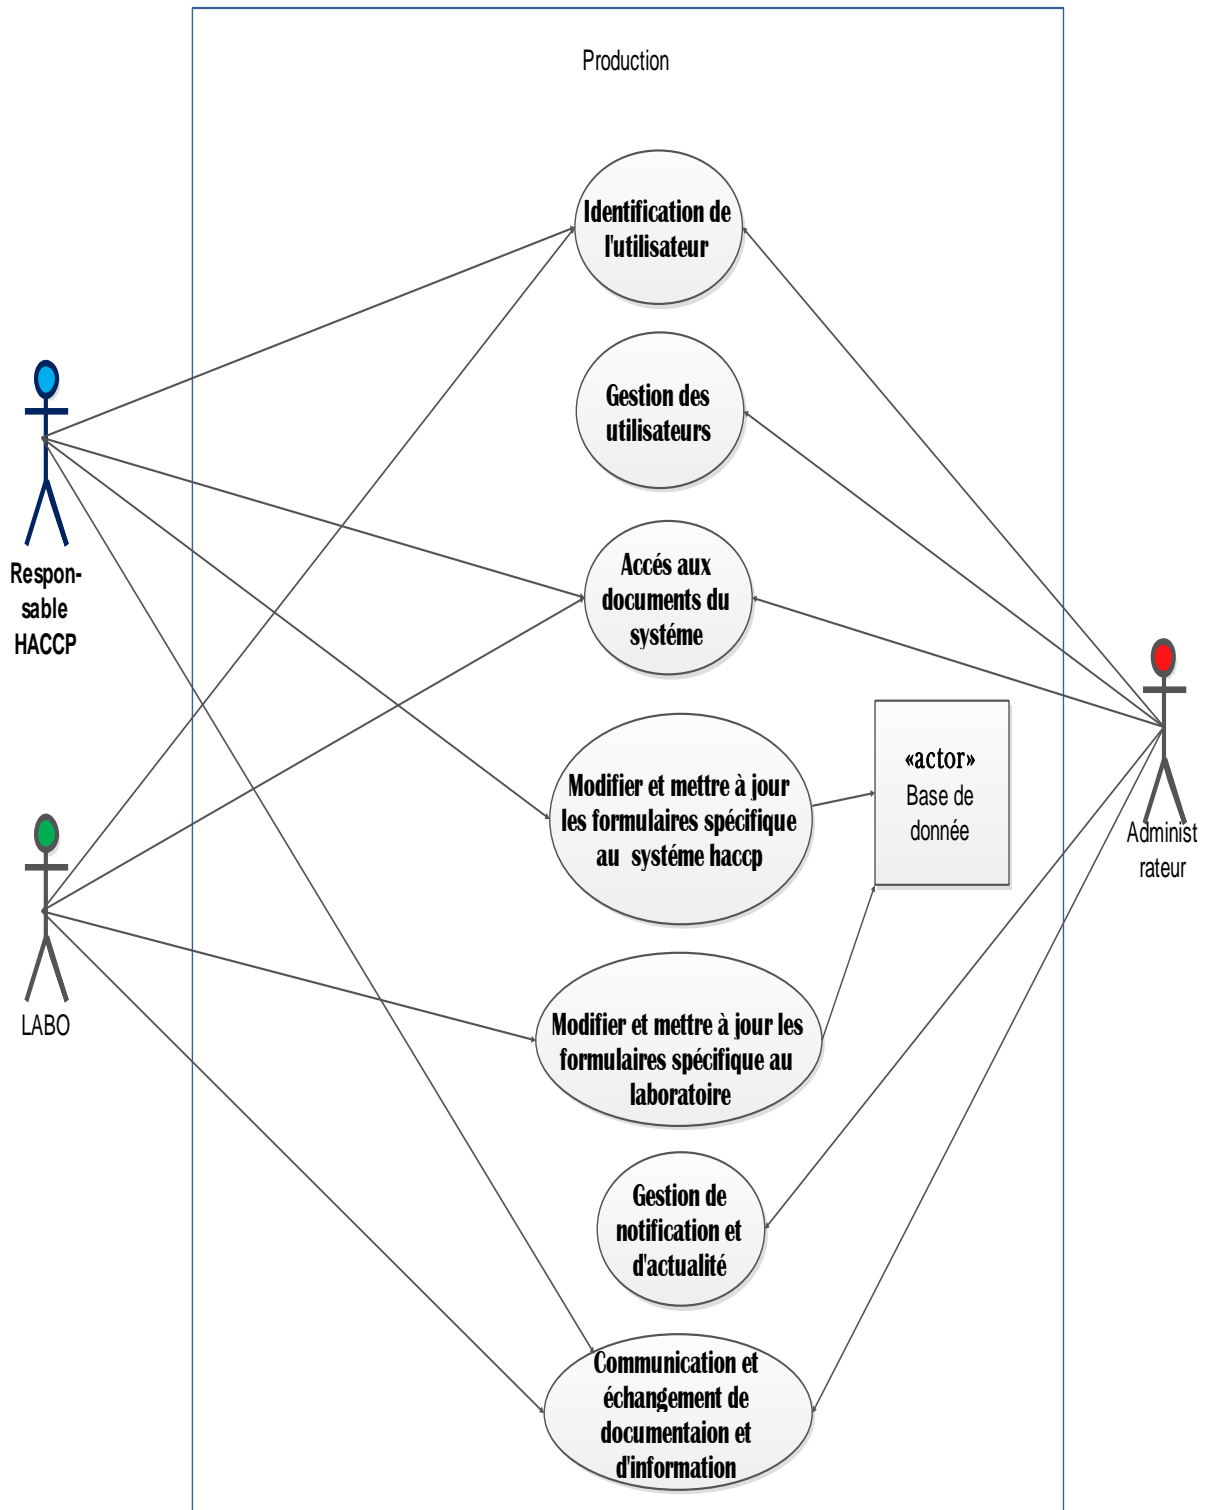 Production
Identification de
l'utilisateur
Gestion des
utilisateurs
Accés aux
documents du
systéme
Respon-
sable
HACCP
Modifier et mettre à jour
les formulaires spécifique
au systéme haccp
«actor»
Base de
donnée
Administ
rateur
LABO
Modifier et mettre à jour les
formulaires spécifique au
laboratoire
Gestion de
notification et
d'actualité
Communication et
échangement de
documentaion et
d'information